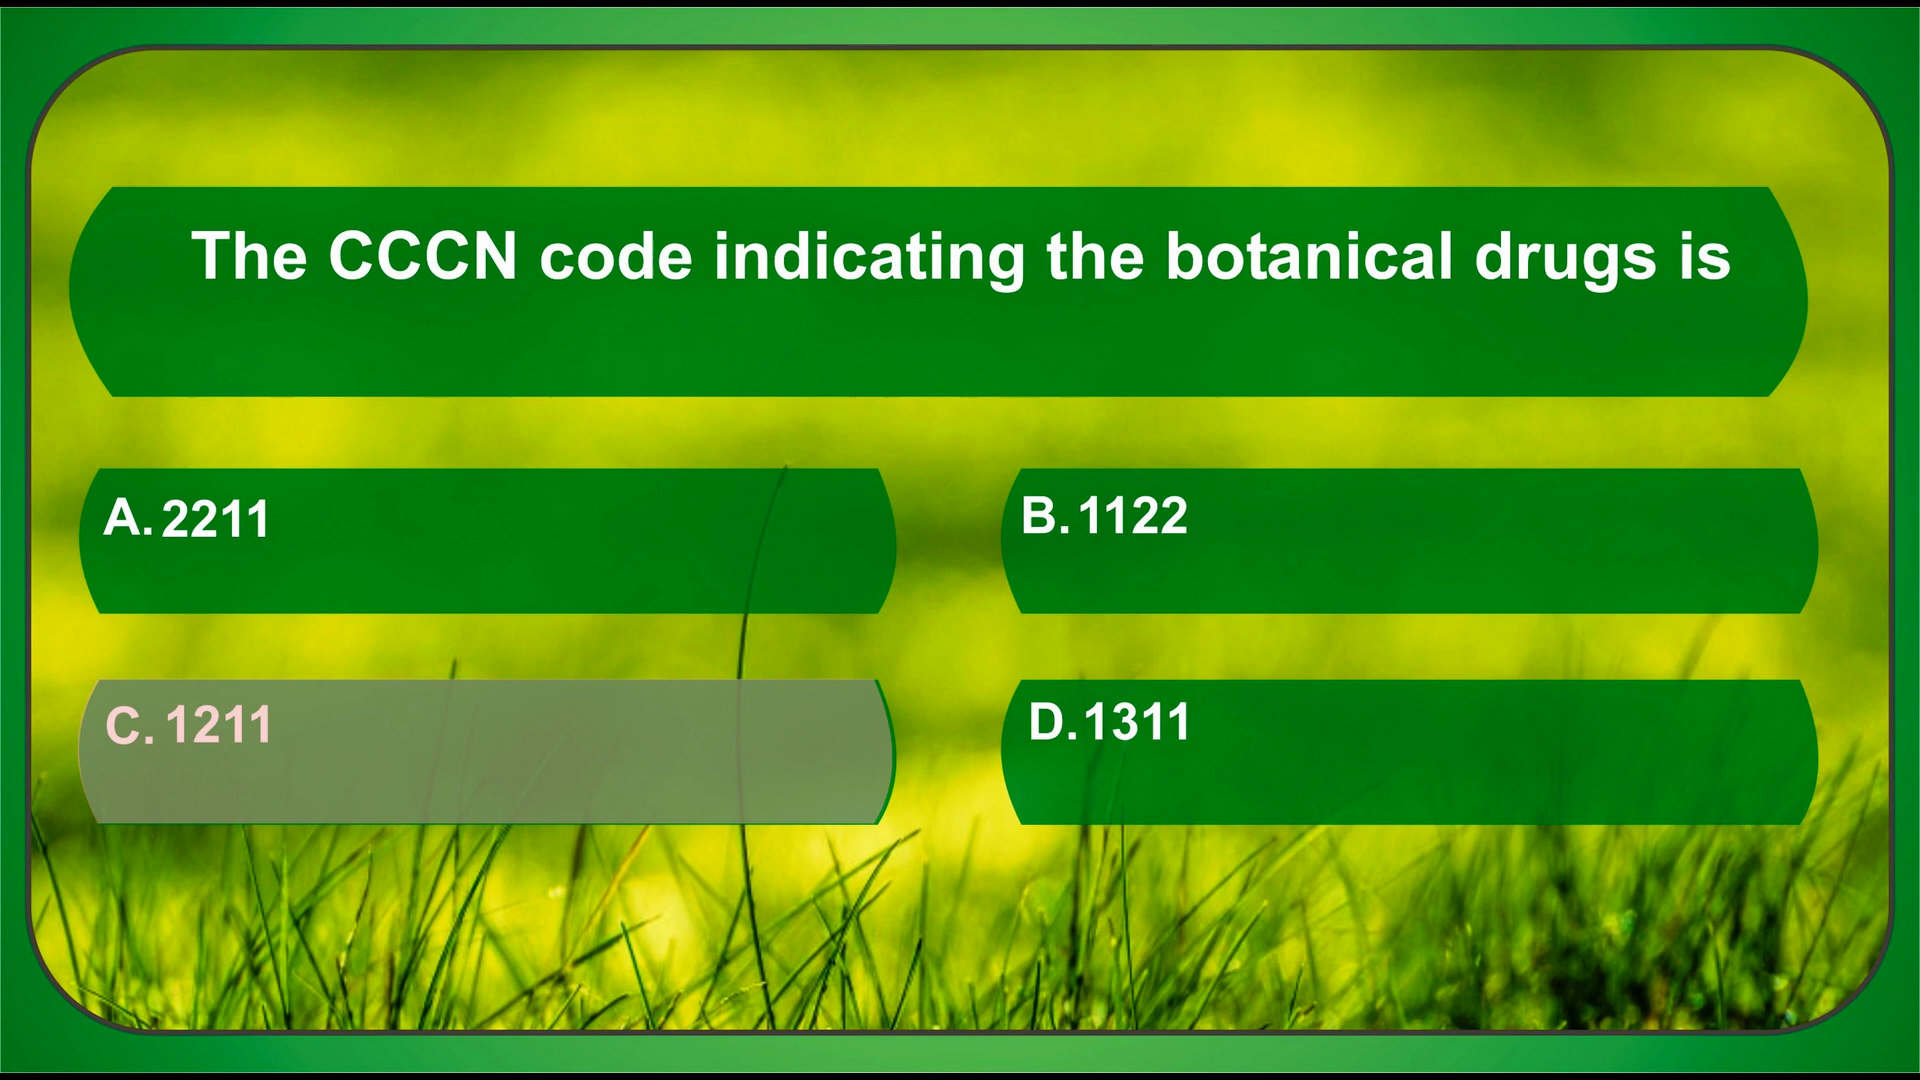 The CCCN code indicating the botanical drugs is
A. 2211
B. 1122
C. 1211
D. 1311